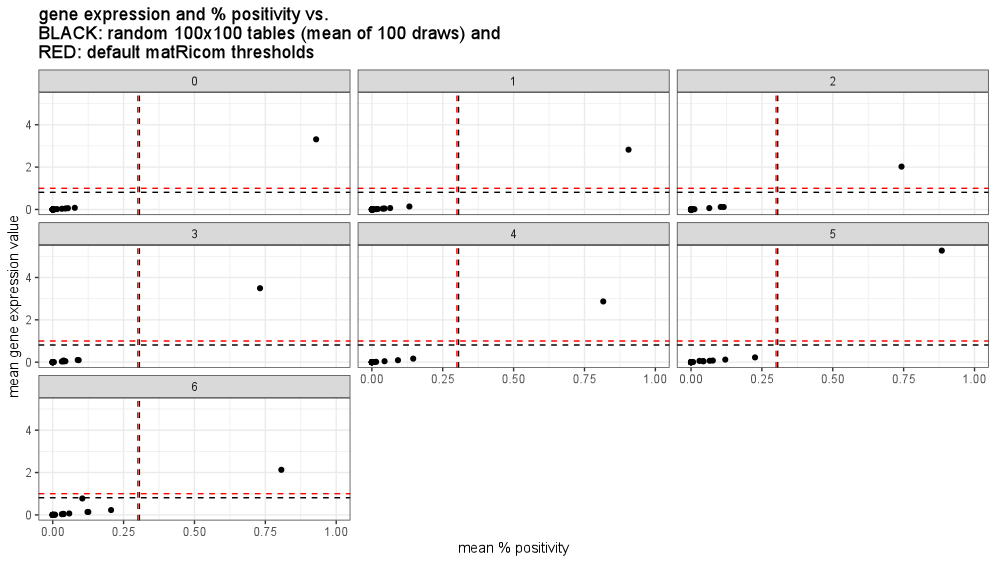 gene expression and % positivity vs.
BLACK: random 100x100 tables (mean of 100 draws) and
RED: default matRicom thresholds
0 1 2
4
2
0
3 4 5
4
2
0
0.00 0.25 0.50 0.75 1.00 0.00 0.25 0.50 0.75 1.00
6
4
2
0
0.00 0.25 0.50 0.75 1.00
mean gene expression value
mean % positivity